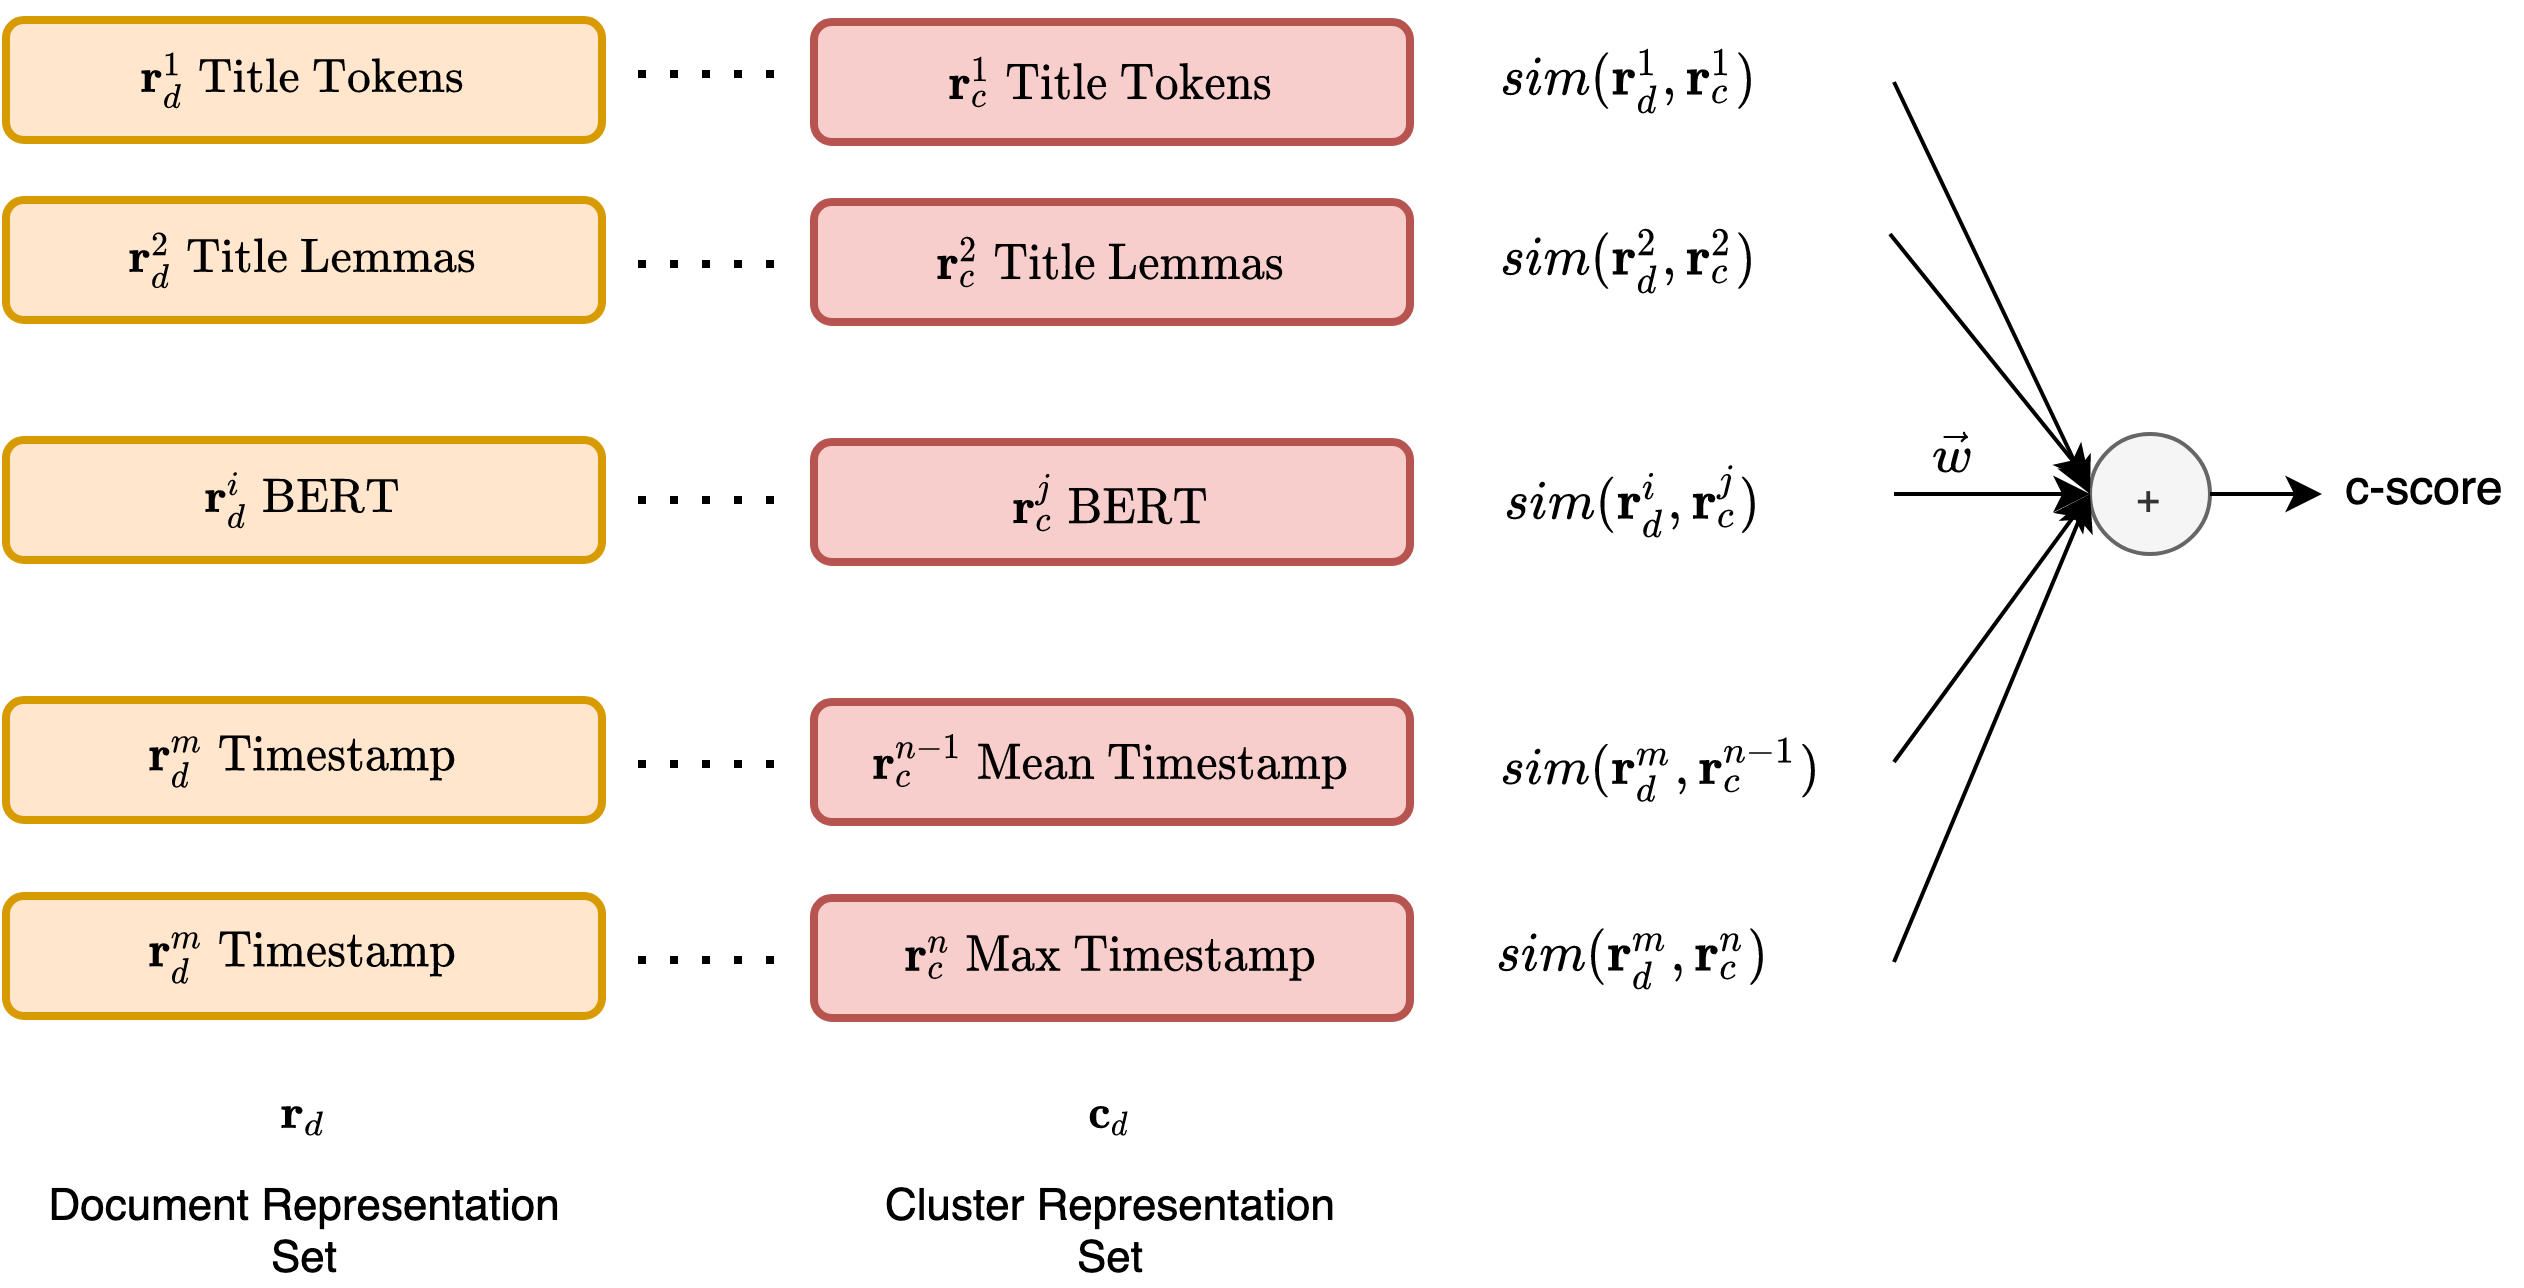 $\mathbf{r}_d^1$ Title Tokens $\mathbf{r}_c^1$ Title Tokens $sim(\mathbf{r}_d^1, \mathbf{r}_c^1)$
$\mathbf{r}_d^2$ Title Lemmas $\mathbf{r}_c^2$ Title Lemmas $sim(\mathbf{r}_d^2, \mathbf{r}_c^2)$
$\vec{w}$
$\mathbf{r}_d^i$ BERT $\mathbf{r}_c^j$ BERT $sim(\mathbf{r}_d^i, \mathbf{r}_c^j)$ + c-score
$\mathbf{r}_d^m$ Timestamp $\mathbf{r}_c^{n-1}$ Mean Timestamp $sim(\mathbf{r}_d^m, \mathbf{r}_c^{n-1})$
$\mathbf{r}_d^m$ Timestamp $\mathbf{r}_c^n$ Max Timestamp $sim(\mathbf{r}_d^m, \mathbf{r}_c^n)$
$\mathbf{r}_d$ $\mathbf{c}_d$
Document Representation
Set
Cluster Representation
Set